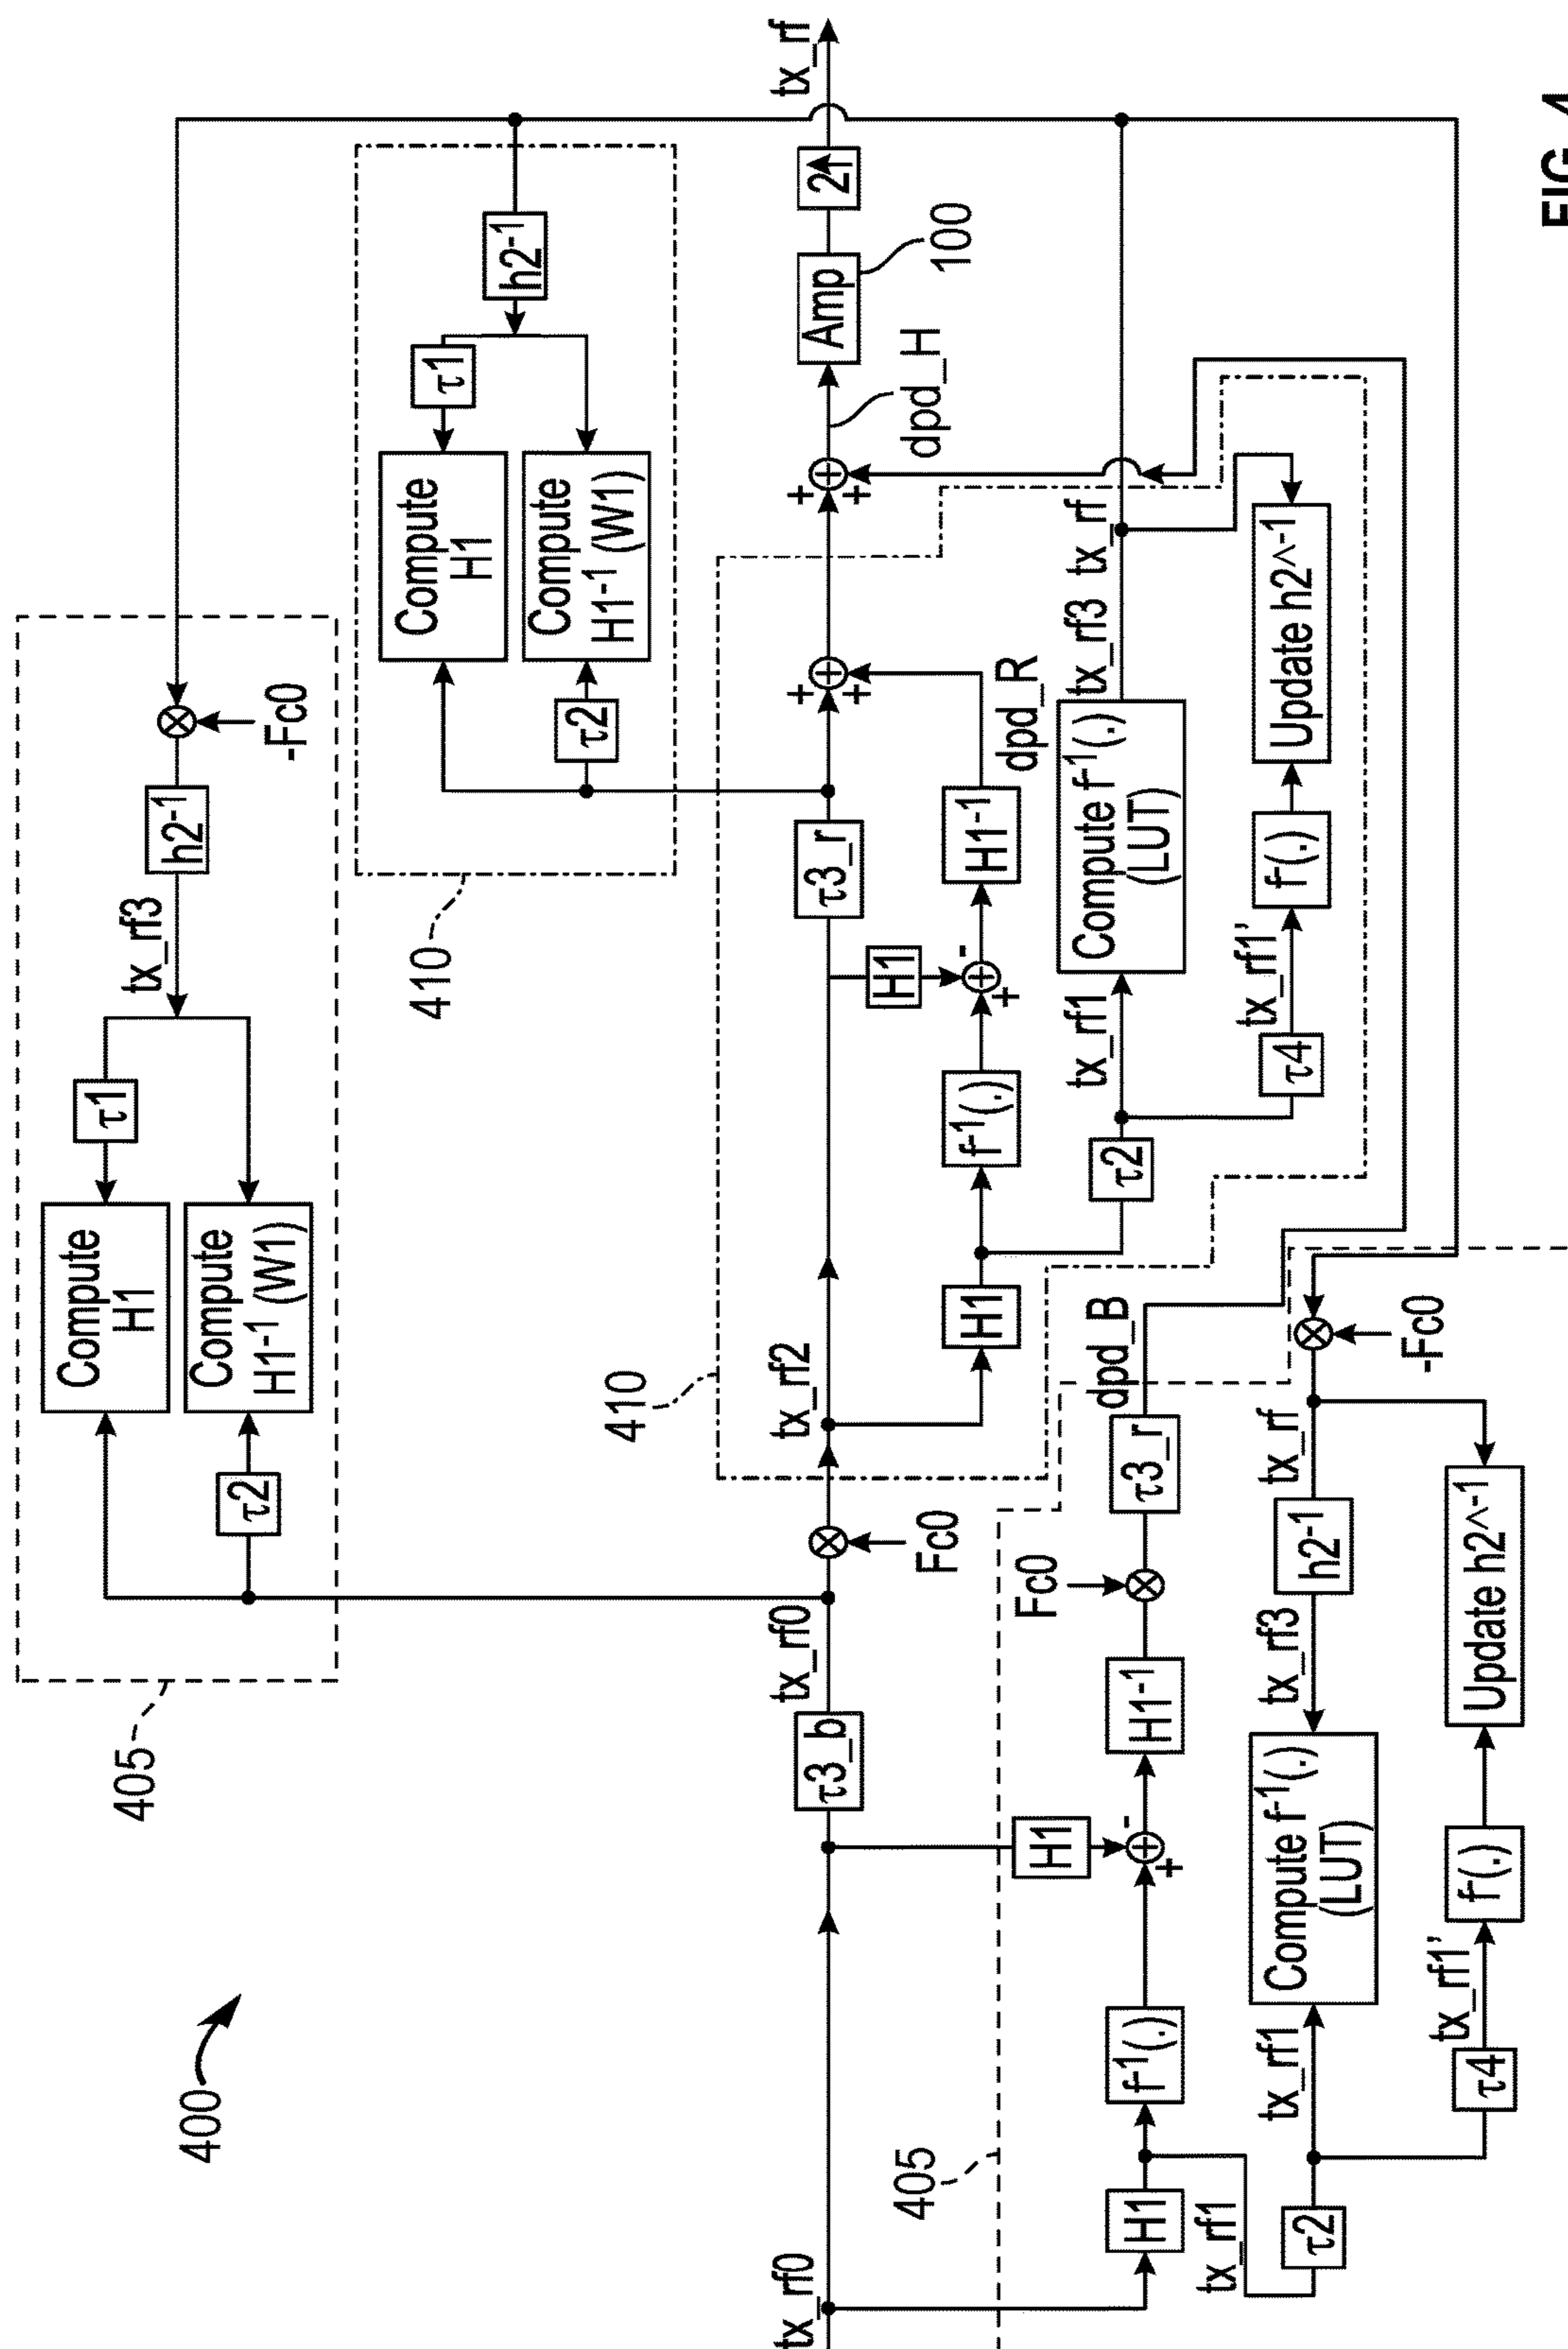 400
405
Compute
H1
Compute
H1-1 (W1)
τ1
τ2
tx_rf3
h2-1
-Fc0
410
Compute
H1
Compute
H1-1 (W1)
τ1
τ2
h2-1
tx_rf0
τ3_b
tx_rf0
Fc0
tx_rf2
τ3_r
+
+
+
+
dpd_H
Amp
100
2
tx_rf
410
H1
f-1(.)
H1
+
-
H1-1
dpd_R
τ2
tx_rf1
Compute f-1(.)
(LUT)
tx_rf3
tx_rf
τ4
tx_rf1'
f(.)
Update h2^-1
405
H1
f-1(.)
H1
+
-
H1-1
Fc0
τ3_r
dpd_B
tx_rf1
τ2
tx_rf1
Compute f-1(.)
(LUT)
tx_rf3
h2-1
tx_rf
-Fc0
τ4
tx_rf1'
f(.)
Update h2^-1